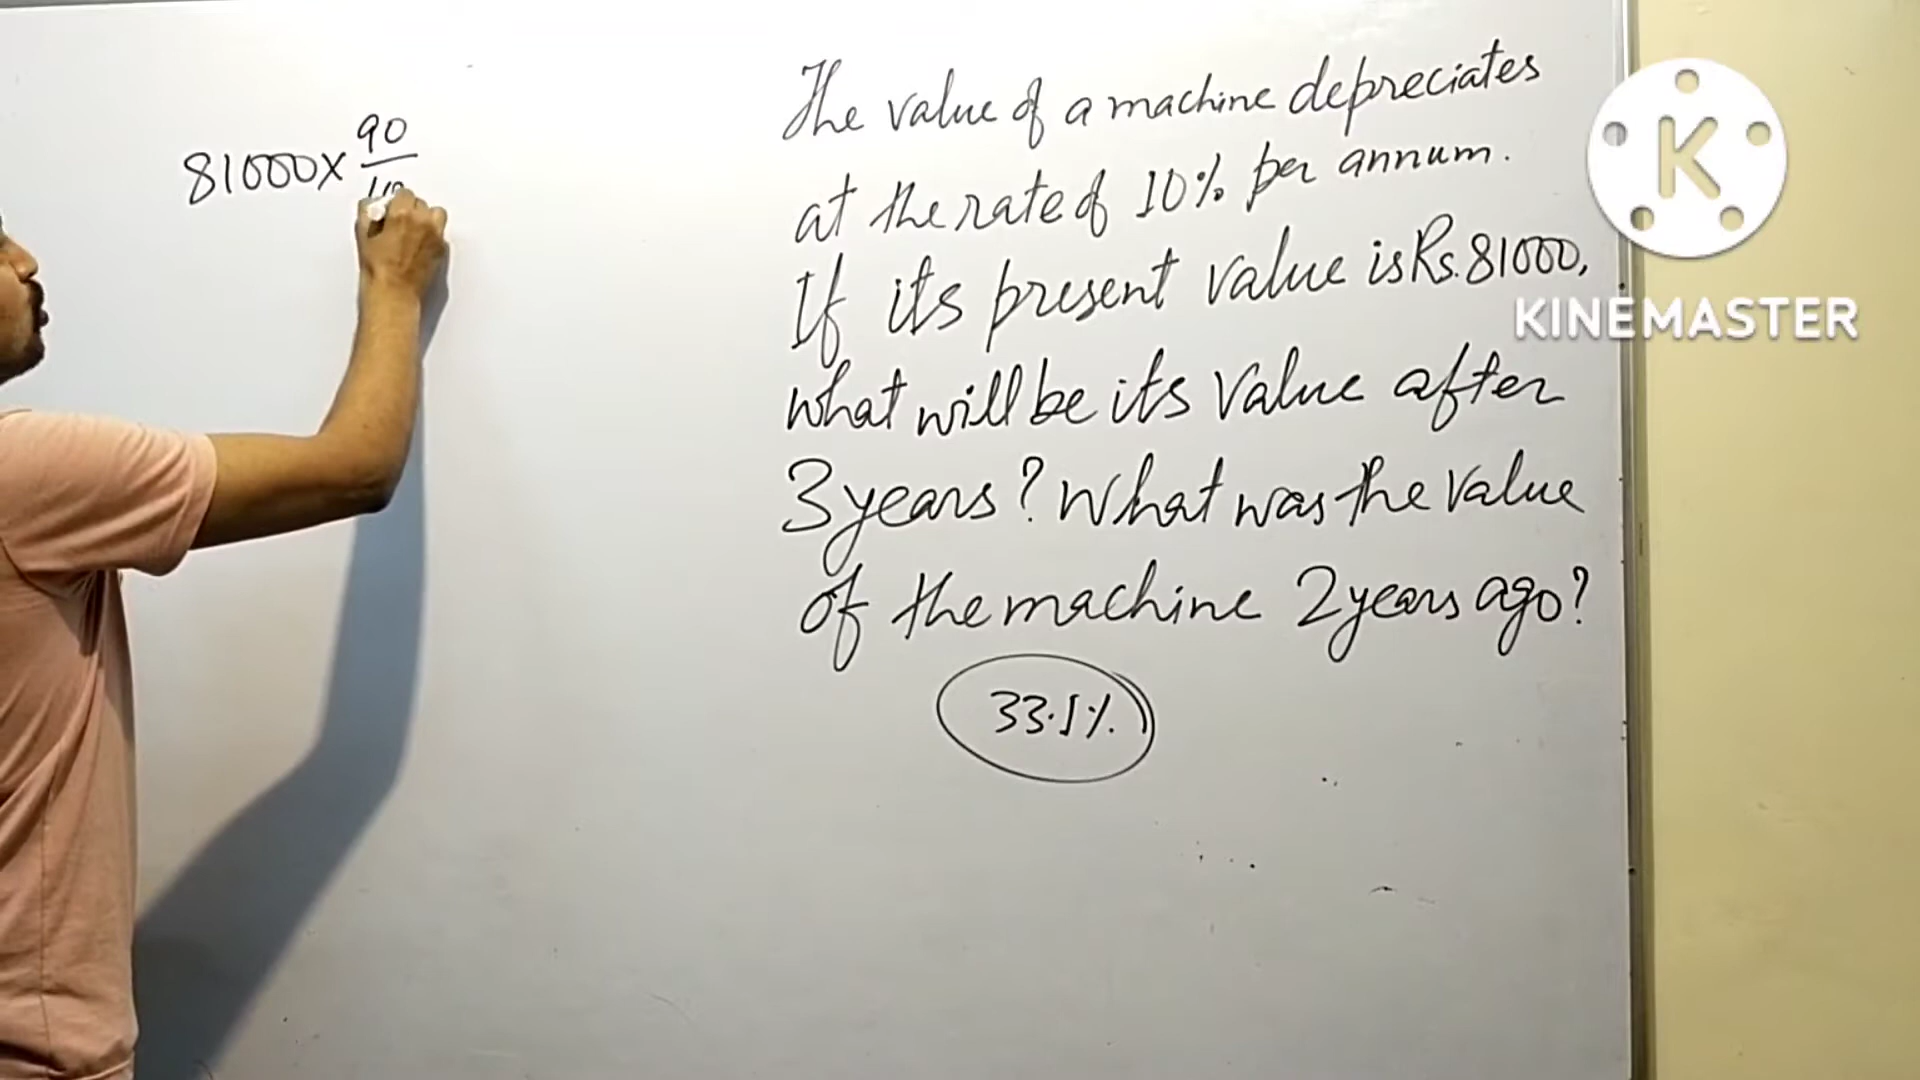 81000 x 90
The value of a machine depreciates
at the rate of 10% per annum.
If its present value is Rs.81000,
what will be its value after
3 years? What was the value
of the machine 2 years ago?
33.1%
K
KINEMASTER